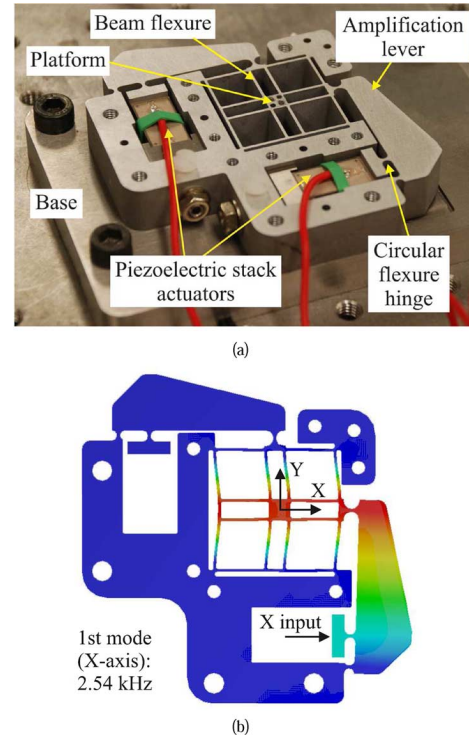 Beam flexure
Platform
Amplification
lever
Base
Piezoelectric stack
actuators
Circular
flexure
hinge
(a)
Y
X
X input
1st mode
(X-axis):
2.54 kHz
(b)